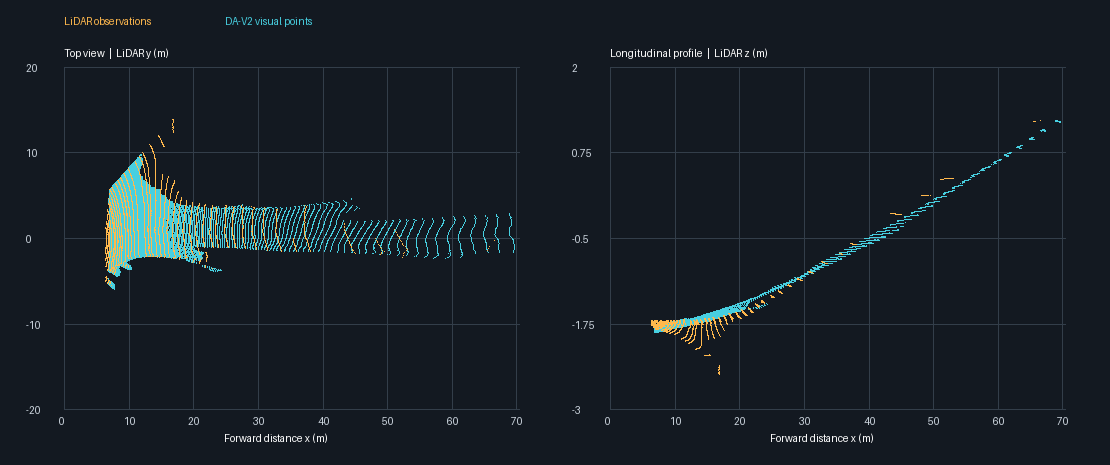 LiDAR observations DA-V2 visual points
Top view | LiDAR y (m) Longitudinal profile | LiDAR z (m)
20 2
10 0.75
0 -0.5
-10 -1.75
-20 -3
0 10 20 30 40 50 60 70 0 10 20 30 40 50 60 70
Forward distance x (m) Forward distance x (m)